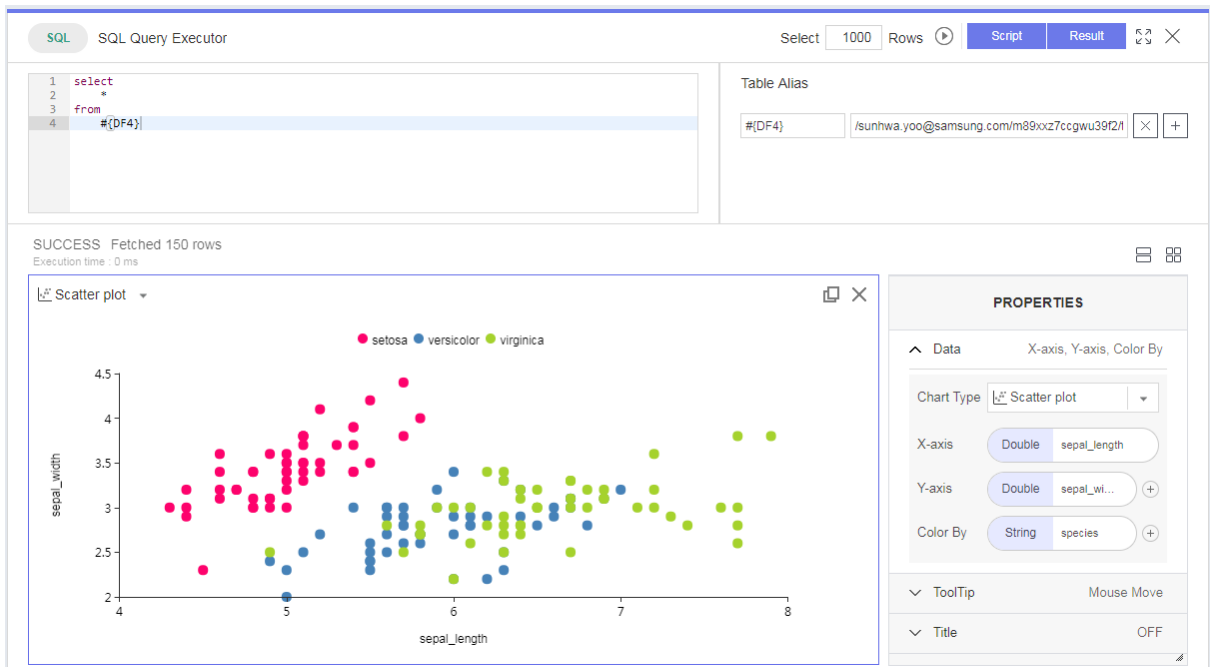 SQL SQL Query Executor Select 1000 Rows Script Result
1 select
2 *
3 from
4 #{DF4}
Table Alias
#{DF4} /sunhwa.yoo@samsung.com/m89xxz7ccgwu39f2/
SUCCESS Fetched 150 rows
Execution time : 0 ms
Scatter plot
setosa versicolor virginica
4.5
4
3.5
3
2.5
2
sepal_width
4 5 6 7 8
sepal_length
PROPERTIES
Data X-axis, Y-axis, Color By
Chart Type Scatter plot
X-axis Double sepal_length
Y-axis Double sepal_wi...
Color By String species
ToolTip Mouse Move
Title OFF